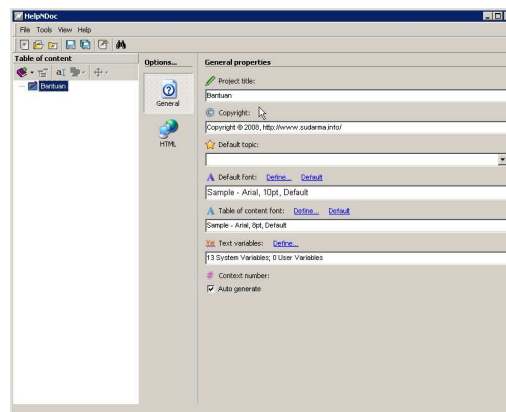 HelpNDoc
File Tools View Help
Table of content
Bantuan
Options...
General
HTML
General properties
Project title:
Bantuan
Copyright:
Copyright © 2008, http://www.sudarma.info/
Default topic:
Default font: Define... Default
Sample - Arial, 10pt, Default
Table of content font: Define... Default
Sample - Arial, 8pt, Default
Text variables: Define...
13 System Variables; 0 User Variables
Context number:
Auto generate